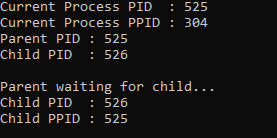 Current Process PID  : 525
Current Process PPID : 304
Parent PID : 525
Child PID  : 526

Parent waiting for child...
Child PID  : 526
Child PPID : 525